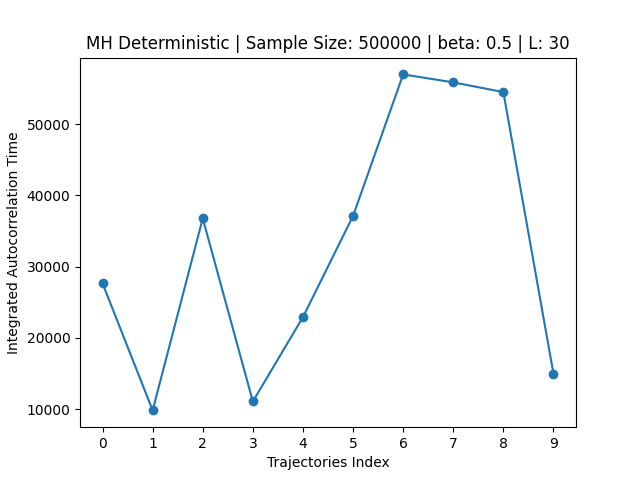 MH Deterministic | Sample Size: 500000 | beta: 0.5 | L: 30
Integrated Autocorrelation Time
50000
40000
30000
20000
10000
0 1 2 3 4 5 6 7 8 9
Trajectories Index